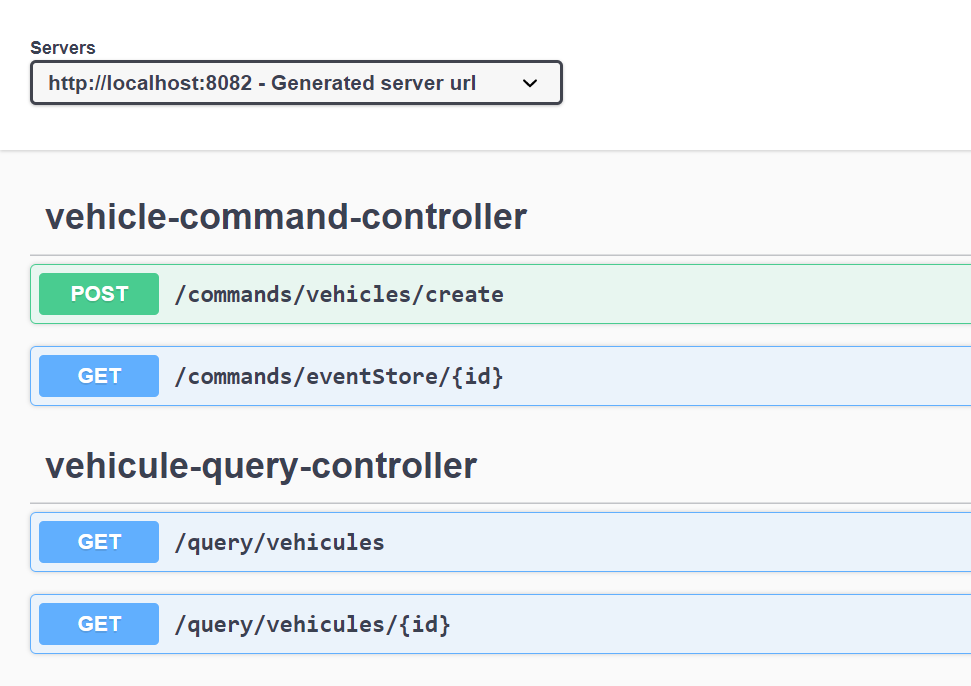 Servers
http://localhost:8082 - Generated server url
vehicle-command-controller
POST /commands/vehicles/create
GET /commands/eventStore/{id}
vehicule-query-controller
GET /query/vehicules
GET /query/vehicules/{id}